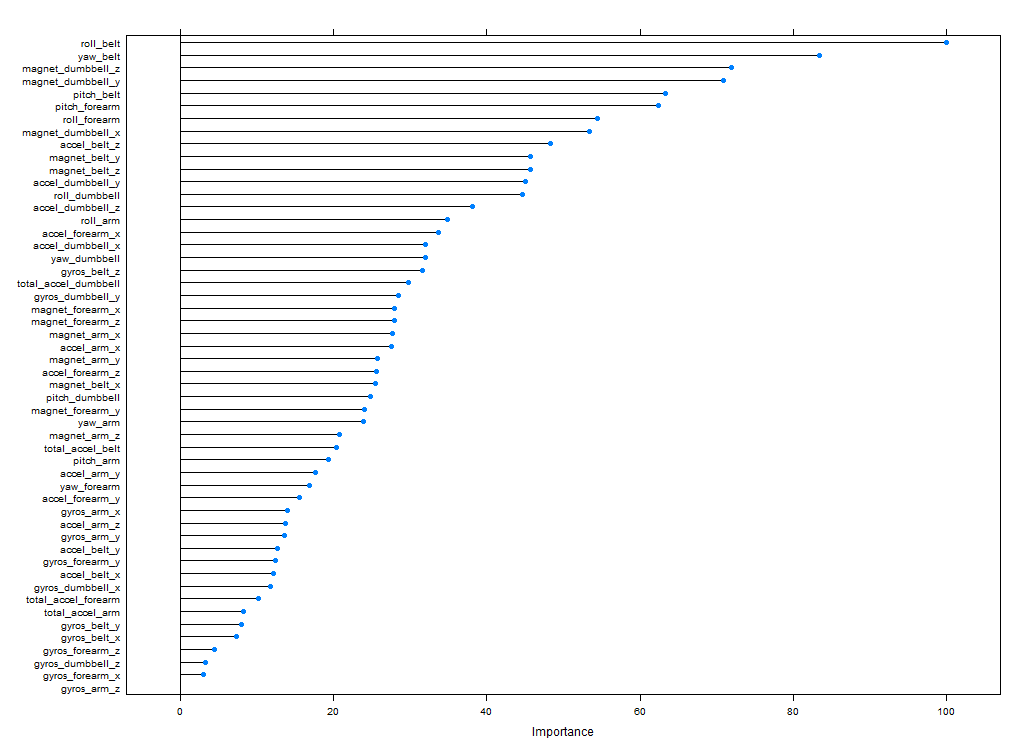 roll_belt
yaw_belt
magnet_dumbbell_z
magnet_dumbbell_y
pitch_belt
pitch_forearm
roll_forearm
magnet_dumbbell_x
accel_belt_z
magnet_belt_y
magnet_belt_z
accel_dumbbell_y
roll_dumbbell
accel_dumbbell_z
roll_arm
accel_forearm_x
accel_dumbbell_x
yaw_dumbbell
gyros_belt_z
total_accel_dumbbell
gyros_dumbbell_y
magnet_forearm_x
magnet_forearm_z
magnet_arm_x
accel_arm_x
magnet_arm_y
accel_forearm_z
magnet_belt_x
pitch_dumbbell
magnet_forearm_y
yaw_arm
magnet_arm_z
total_accel_belt
pitch_arm
accel_arm_y
yaw_forearm
accel_forearm_y
gyros_arm_x
accel_arm_z
gyros_arm_y
accel_belt_y
gyros_forearm_y
accel_belt_x
gyros_dumbbell_x
total_accel_forearm
total_accel_arm
gyros_belt_y
gyros_belt_x
gyros_forearm_z
gyros_dumbbell_z
gyros_forearm_x
gyros_arm_z
0 20 40 60 80 100
Importance